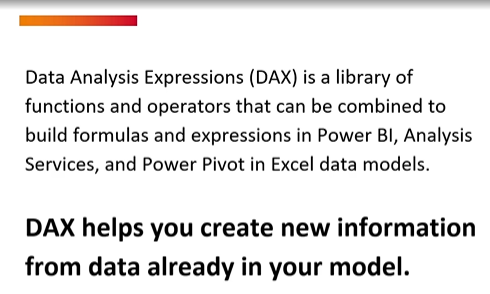 Data Analysis Expressions (DAX) is a library of
functions and operators that can be combined to
build formulas and expressions in Power BI, Analysis
Services, and Power Pivot in Excel data models.
DAX helps you create new information
from data already in your model.